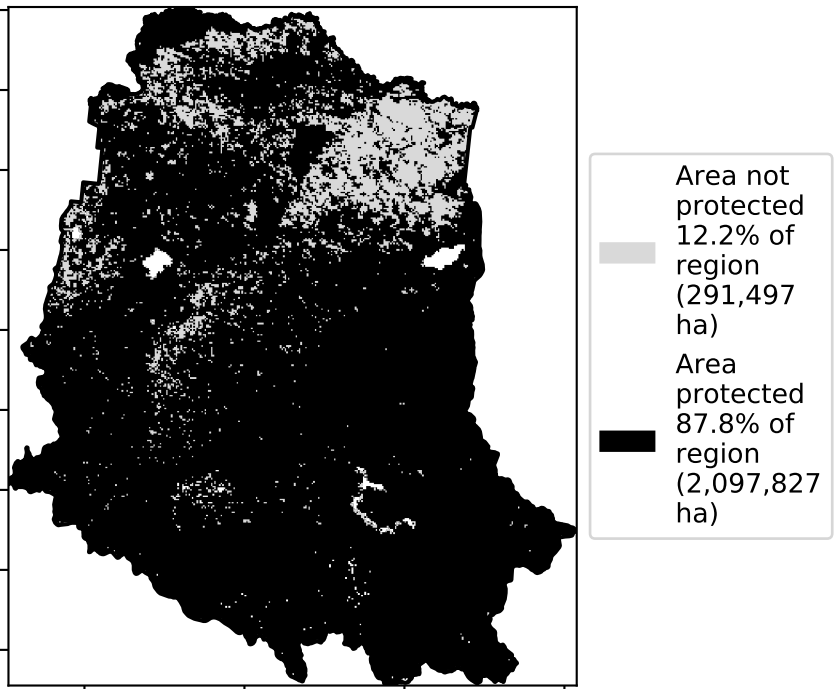 Area not
protected
12.2% of
region
(291,497
ha)
Area
protected
87.8% of
region
(2,097,827
ha)